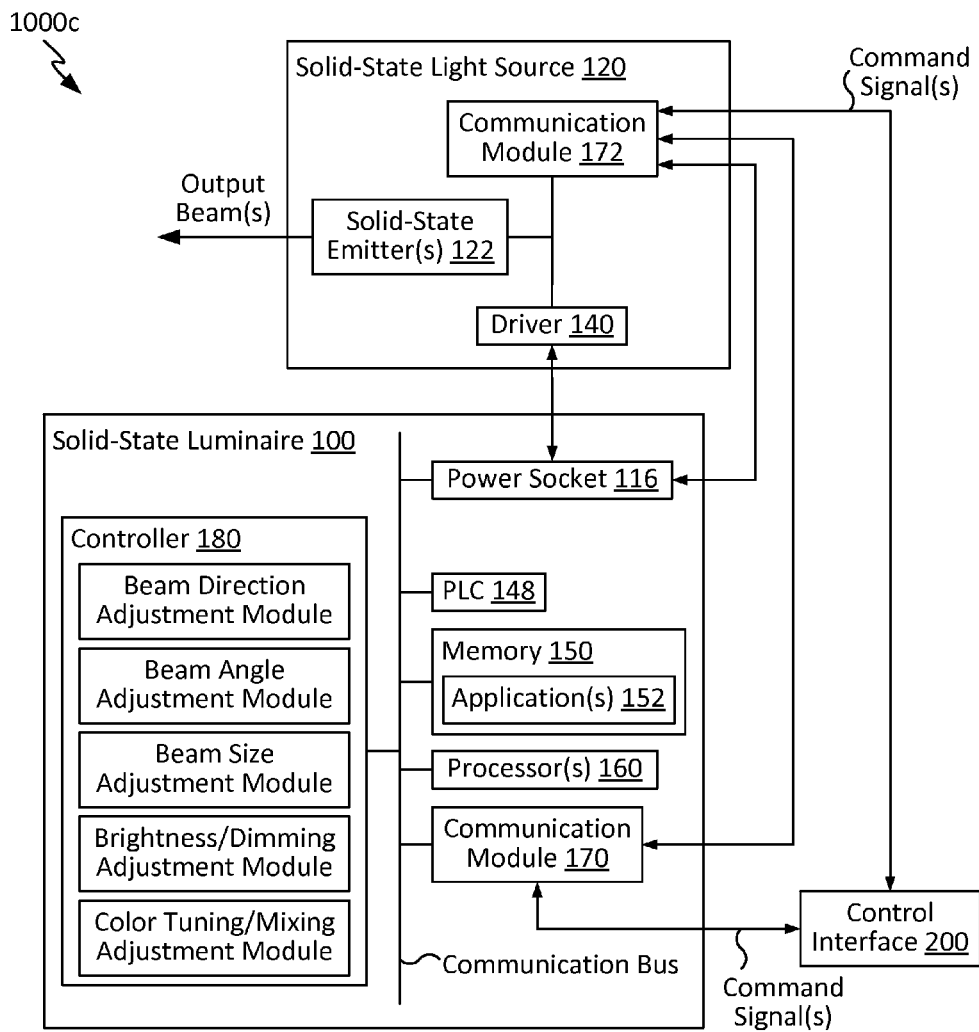 1000c
Solid-State Light Source 120
Command
Signal(s)
Communication
Module 172
Output
Beam(s)
Solid-State
Emitter(s) 122
Driver 140
Solid-State Luminaire 100
Power Socket 116
Controller 180
Beam Direction
Adjustment Module
PLC 148
Beam Angle
Adjustment Module
Memory 150
Application(s) 152
Beam Size
Adjustment Module
Processor(s) 160
Brightness/Dimming
Adjustment Module
Communication
Module 170
Color Tuning/Mixing
Adjustment Module
Control
Interface 200
Communication Bus
Command
Signal(s)